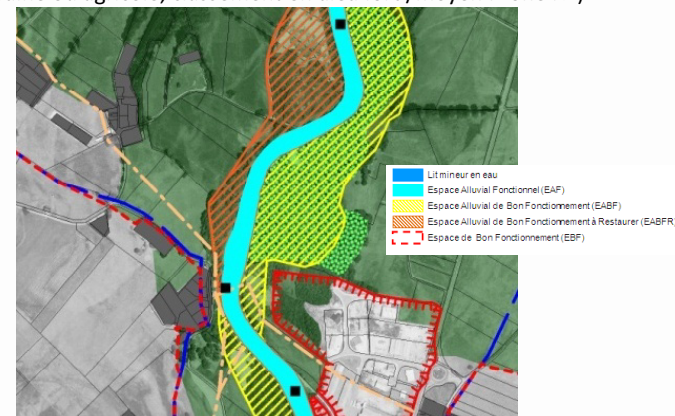 Lit mineur en eau
Espace Alluvial Fonctionnel (EAF)
Espace Alluvial de Bon Fonctionnement (EABF)
Espace Alluvial de Bon Fonctionnement à Restaurer (EABFR)
Espace de Bon Fonctionnement (EBF)